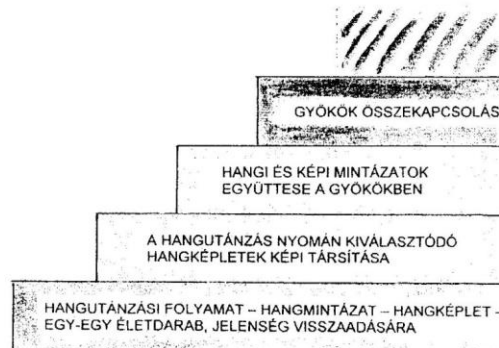 GYÖKÖK ÖSSZEKAPCSOLÁS
HANGI ÉS KÉPI MINTÁZATOK
EGYÜTTESE A GYÖKÖKBEN
A HANGUTÁNZÁS NYOMÁN KIVÁLASZTÓDÓ
HANGKÉPLETEK KÉPI TÁRSÍTÁSA
HANGUTÁNZÁSI FOLYAMAT – HANGMINTÁZAT – HANGKÉPLET –
EGY-EGY ÉLETDARAB, JELENSÉG VISSZAADÁSÁRA